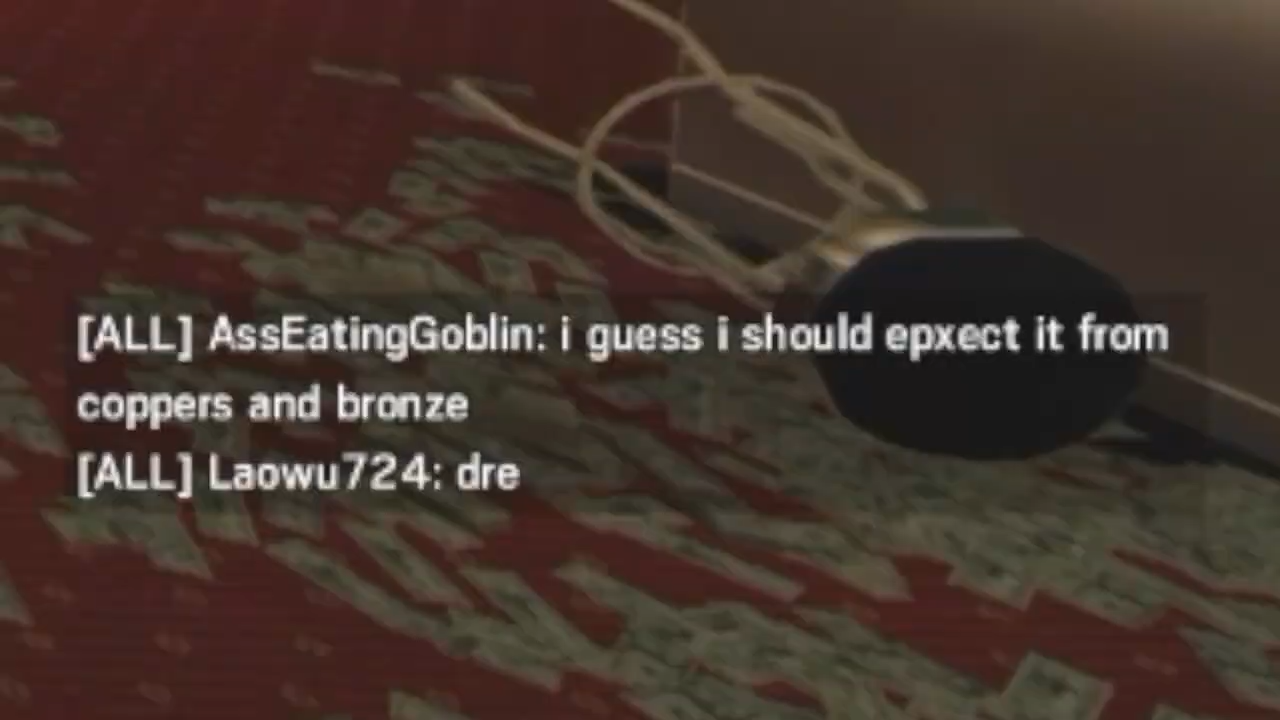 [ALL] AssEatingGoblin: i guess i should epxect it from
coppers and bronze
[ALL] Laowu724: dre